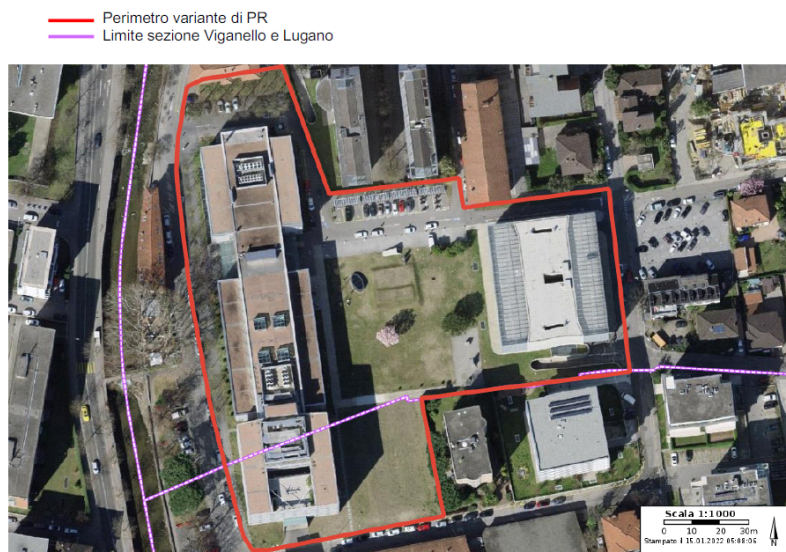 Perimetro variante di PR
Limite sezione Viganello e Lugano
Scala 1:1000
0 10 20 30m
Stampato il 15.01.2022 05:08:06
N